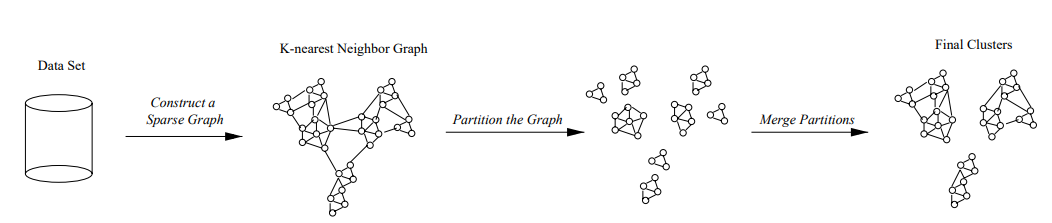 Data Set
Construct a
Sparse Graph
K-nearest Neighbor Graph
Partition the Graph
Merge Partitions
Final Clusters